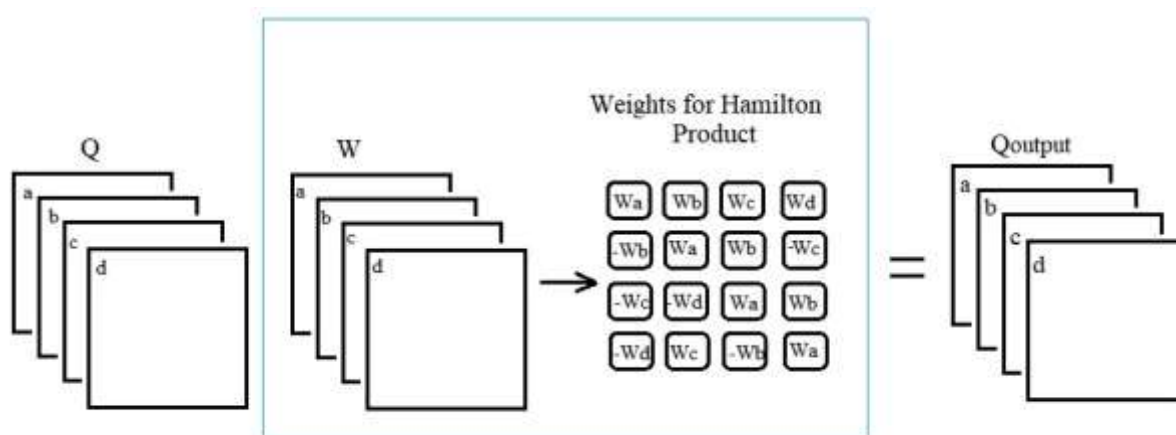 Weights for Hamilton
Product
Q
W
Qoutput
a
b
c
d
a
b
c
d
Wa Wb Wc Wd
-Wb Wa Wb -Wc
-Wc -Wd Wa Wb
-Wd Wc -Wb Wa
=
a
b
c
d